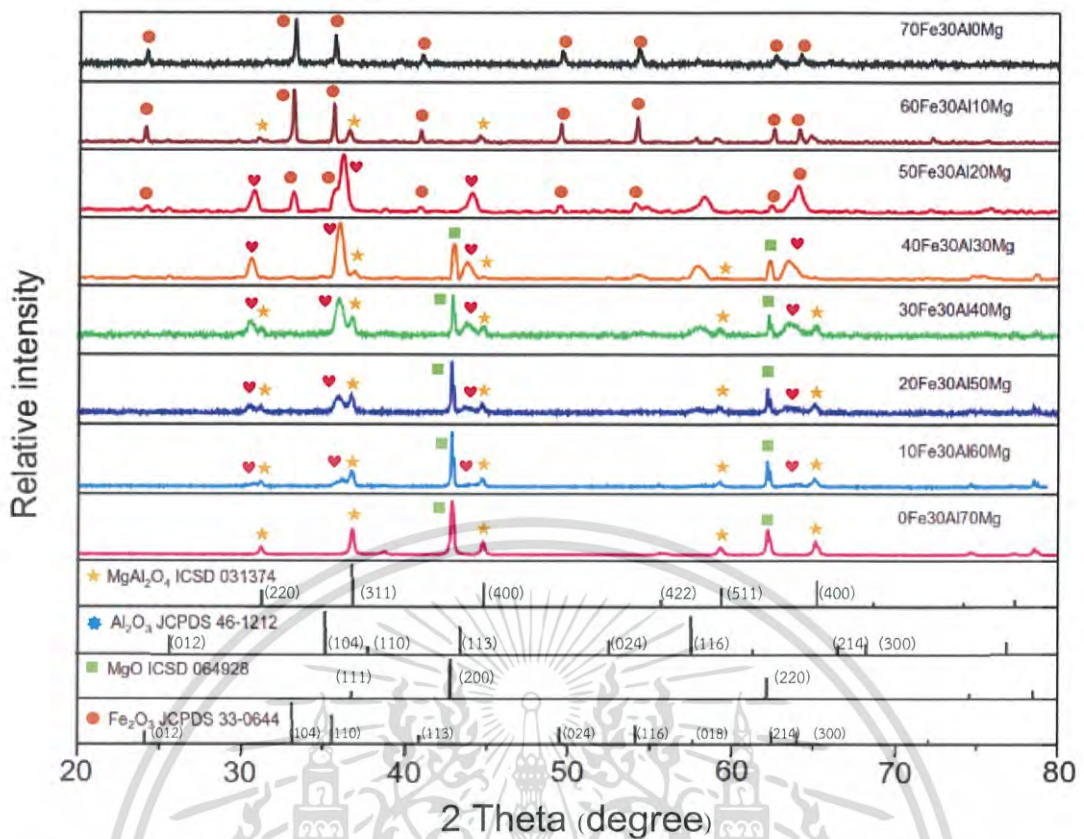 70Fe30Al0Mg
60Fe30Al10Mg
50Fe30Al20Mg
40Fe30Al30Mg
30Fe30Al40Mg
20Fe30Al50Mg
10Fe30Al60Mg
0Fe30Al70Mg
Relative intensity
MgAl₂O₄ ICSD 031374
(220) (311) (400) (422) (511) (400)
Al₂O₃ JCPDS 46-1212
(012) (104) (110) (113) (024) (116) (214) (300)
MgO ICSD 064928
(111) (200) (220)
Fe₂O₃ JCPDS 33-0644
(012) (104) (110) (113) (024) (116) (018) (214) (300)
20 30 40 50 60 70 80
2 Theta (degree)